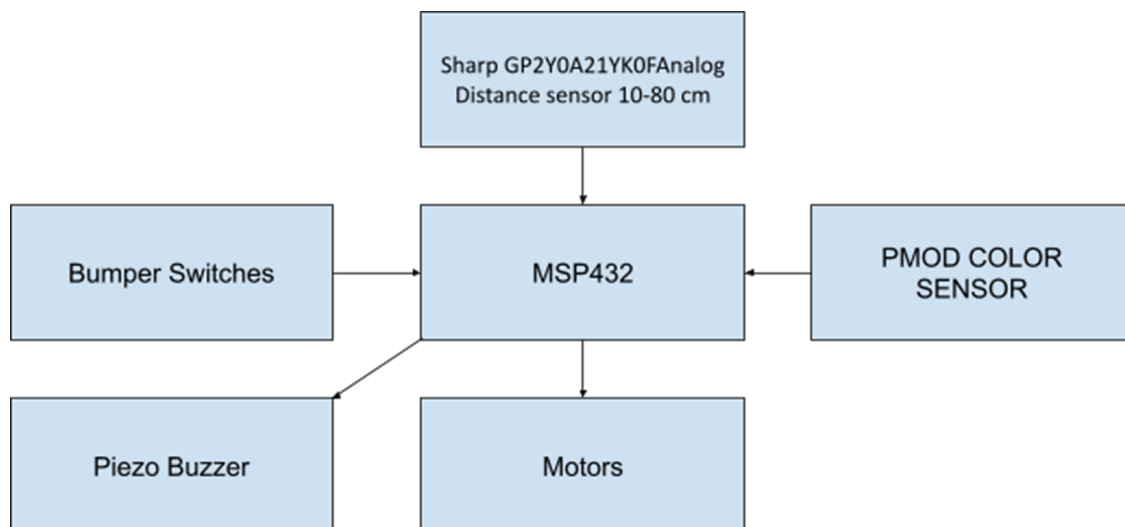 Sharp GP2Y0A21YK0FAnalog
Distance sensor 10-80 cm
Bumper Switches
MSP432
PMOD COLOR
SENSOR
Piezo Buzzer
Motors